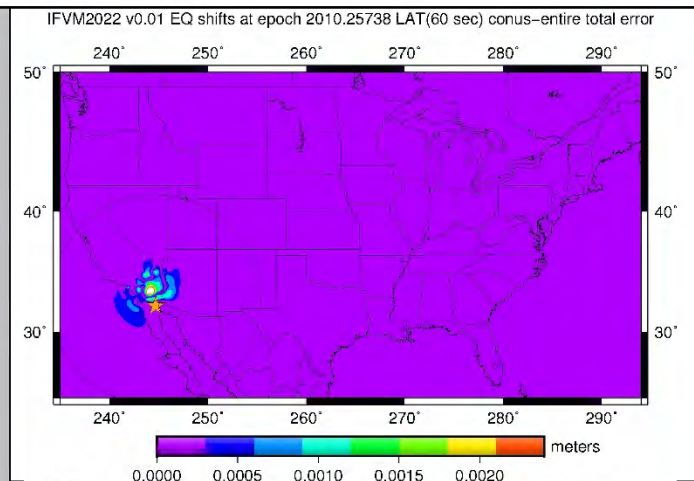 IFVM2022 v0.01 EQ shifts at epoch 2010.25738 LAT(60 sec) conus−entire total error
240˚ 250˚ 260˚ 270˚ 280˚ 290˚
50˚ 50˚
40˚ 40˚
30˚ 30˚
240˚ 250˚ 260˚ 270˚ 280˚ 290˚
meters
0.0000 0.0005 0.0010 0.0015 0.0020